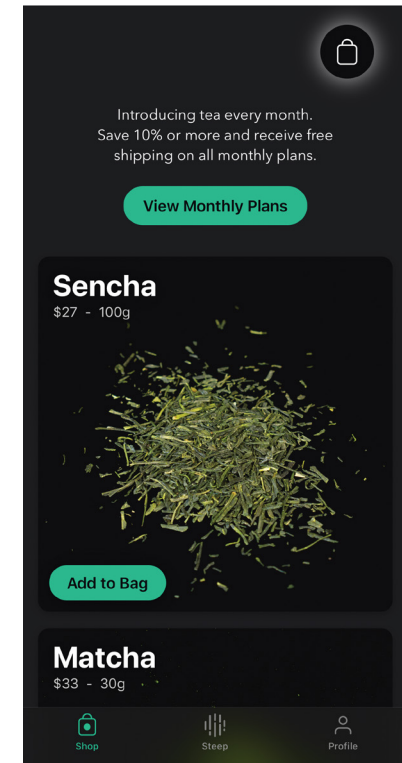 Introducing tea every month.
Save 10% or more and receive free
shipping on all monthly plans.
View Monthly Plans
Sencha
$27 - 100g
Add to Bag
Matcha
$33 - 30g
Shop
Steep
Profile